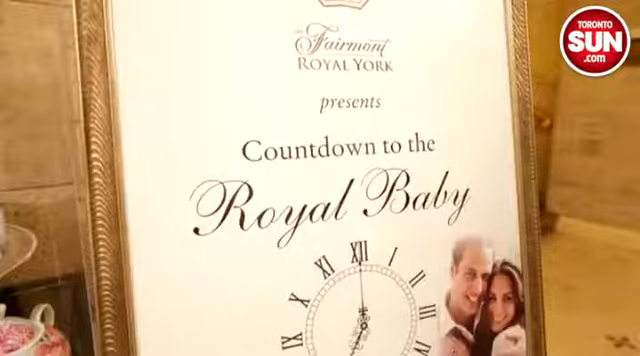 The Fairmont
ROYAL YORK
presents
Countdown to the
Royal Baby
XII
XI
I
X
II
IX
III
TORONTO
SUN
.com